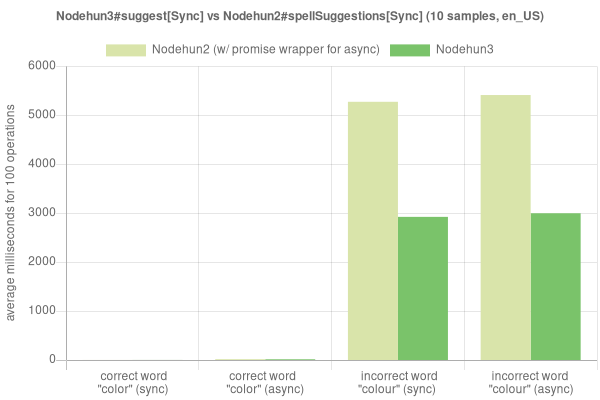 Nodehun3#suggest[Sync] vs Nodehun2#spellSuggestions[Sync] (10 samples, en_US)
Nodehun2 (w/ promise wrapper for async) Nodehun3
average milliseconds for 100 operations
6000
5000
4000
3000
2000
1000
0
correct word
"color" (sync)
correct word
"color" (async)
incorrect word
"colour" (sync)
incorrect word
"colour" (async)